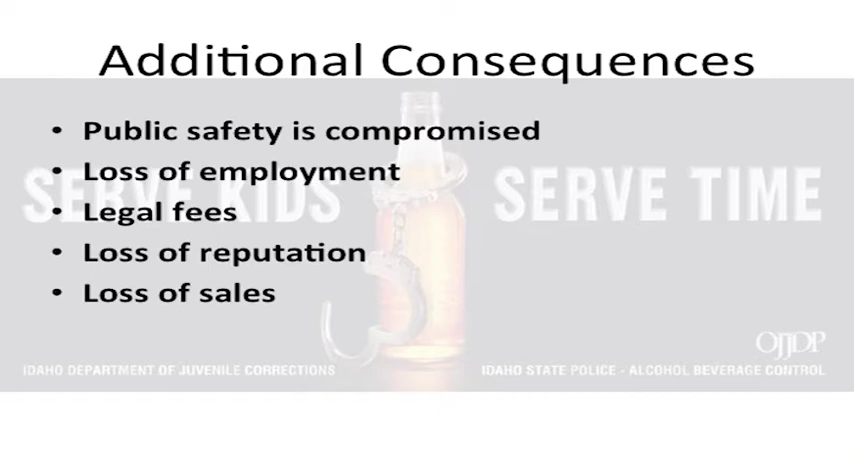 Additional Consequences
• Public safety is compromised
• Loss of employment
SERVE KIDS SERVE TIME
• Legal fees
• Loss of reputation
• Loss of sales
OJJDP
IDAHO DEPARTMENT OF JUVENILE CORRECTIONS
IDAHO STATE POLICE - ALCOHOL BEVERAGE CONTROL